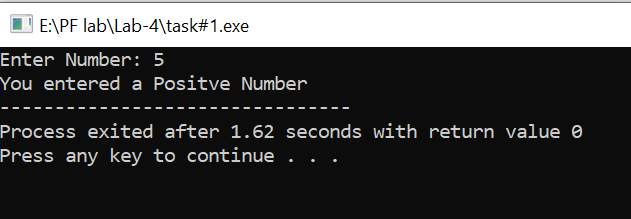 E:\PF lab\Lab-4\task#1.exe
Enter Number: 5
You entered a Positve Number
--------------------------------
Process exited after 1.62 seconds with return value 0
Press any key to continue . . .